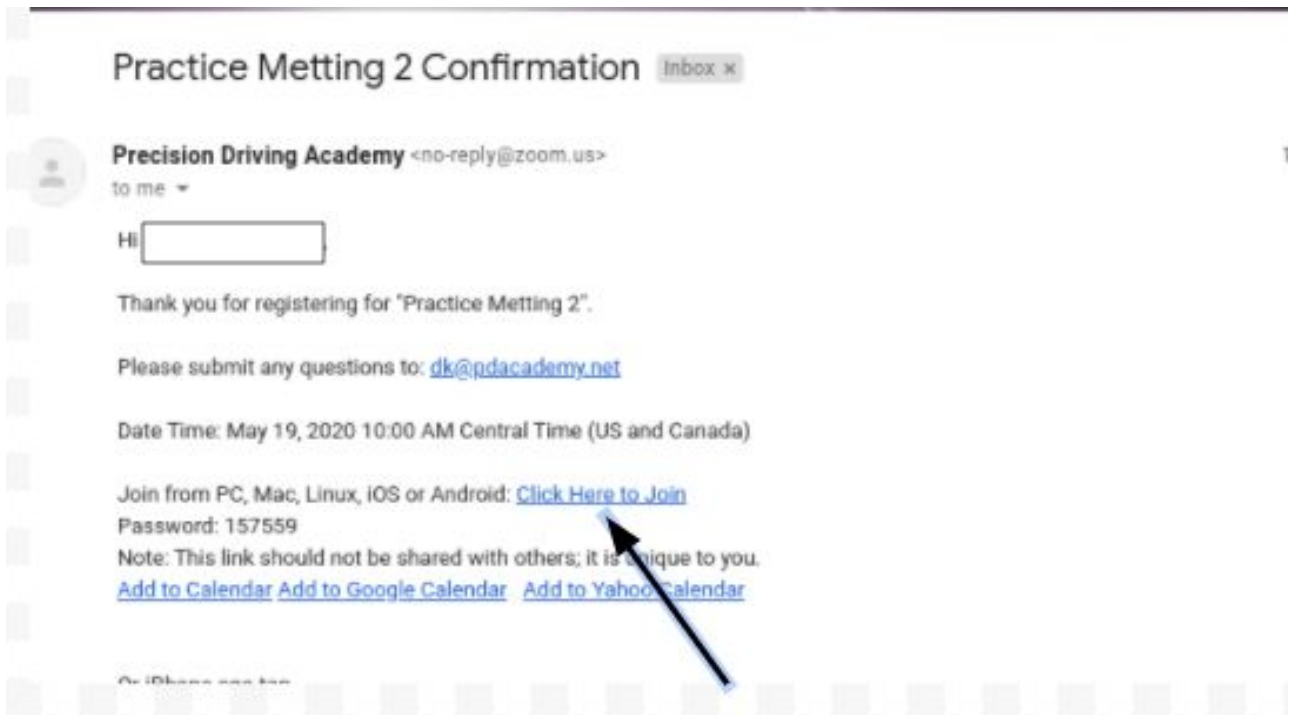 Practice Metting 2 Confirmation Inbox x
Precision Driving Academy <no-reply@zoom.us>
to me
Hi ,
Thank you for registering for "Practice Metting 2".
Please submit any questions to: dk@pdacademy.net
Date Time: May 19, 2020 10:00 AM Central Time (US and Canada)
Join from PC, Mac, Linux, iOS or Android: Click Here to Join
Password: 157559
Note: This link should not be shared with others; it is unique to you.
Add to Calendar Add to Google Calendar Add to Yahoo Calendar
Or iPhone one-tap